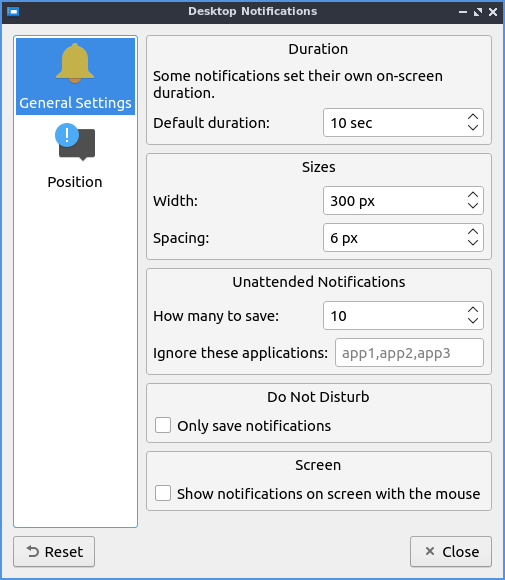 Desktop Notifications
General Settings
Position
Duration
Some notifications set their own on-screen
duration.
Default duration:
10 sec
Sizes
Width:
300 px
Spacing:
6 px
Unattended Notifications
How many to save:
10
Ignore these applications:
app1,app2,app3
Do Not Disturb
Only save notifications
Screen
Show notifications on screen with the mouse
Reset
Close